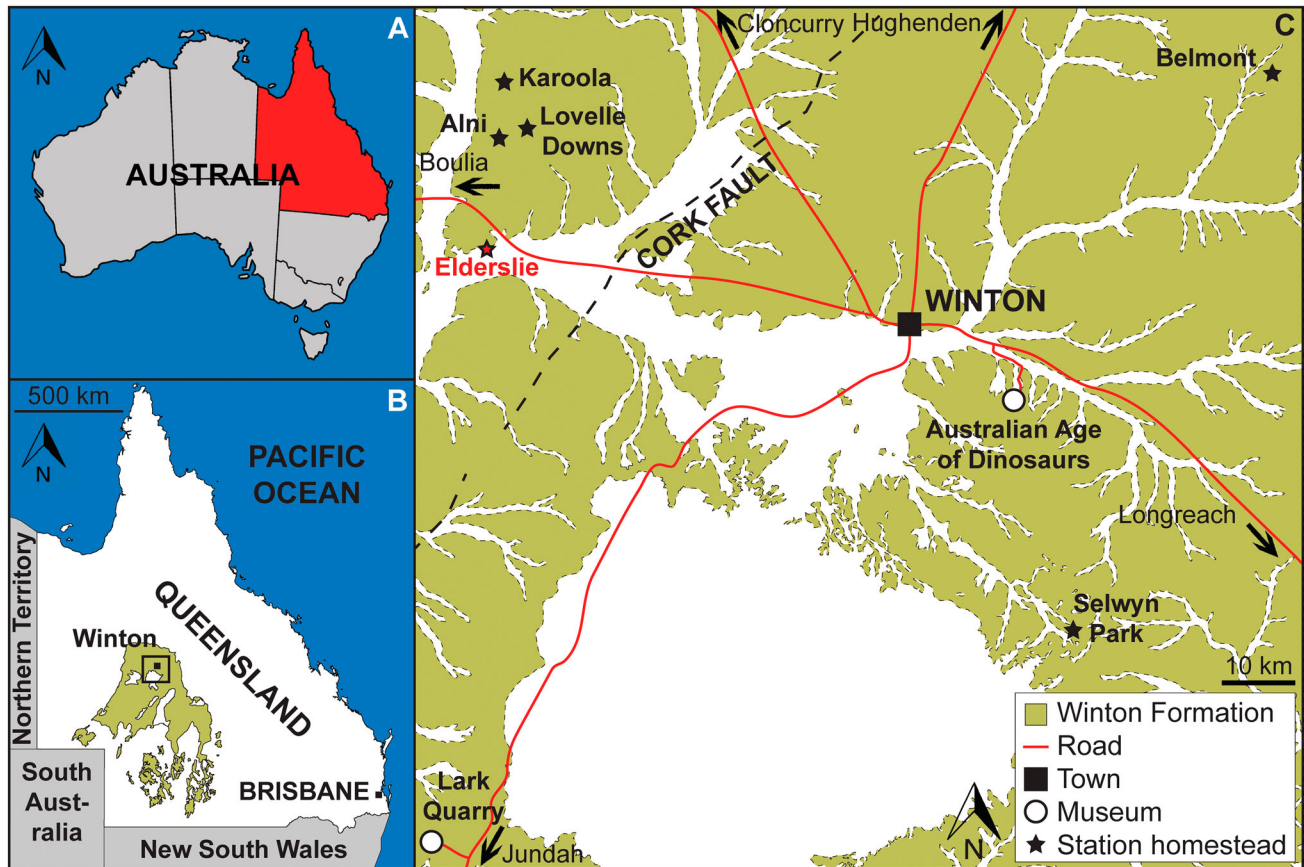 A
N
AUSTRALIA
B
500 km
N
PACIFIC
OCEAN
Northern Territory
QUEENSLAND
Winton
BRISBANE
South
Aust-
ralia
New South Wales
C
Cloncurry
Hughenden
Belmont
Karoola
Alni
Lovelle
Downs
Boulia
CORK FAULT
Elderslie
WINTON
Australian Age
of Dinosaurs
Longreach
Selwyn
Park
10 km
Lark
Quarry
Jundah
N
Winton Formation
Road
Town
Museum
Station homestead